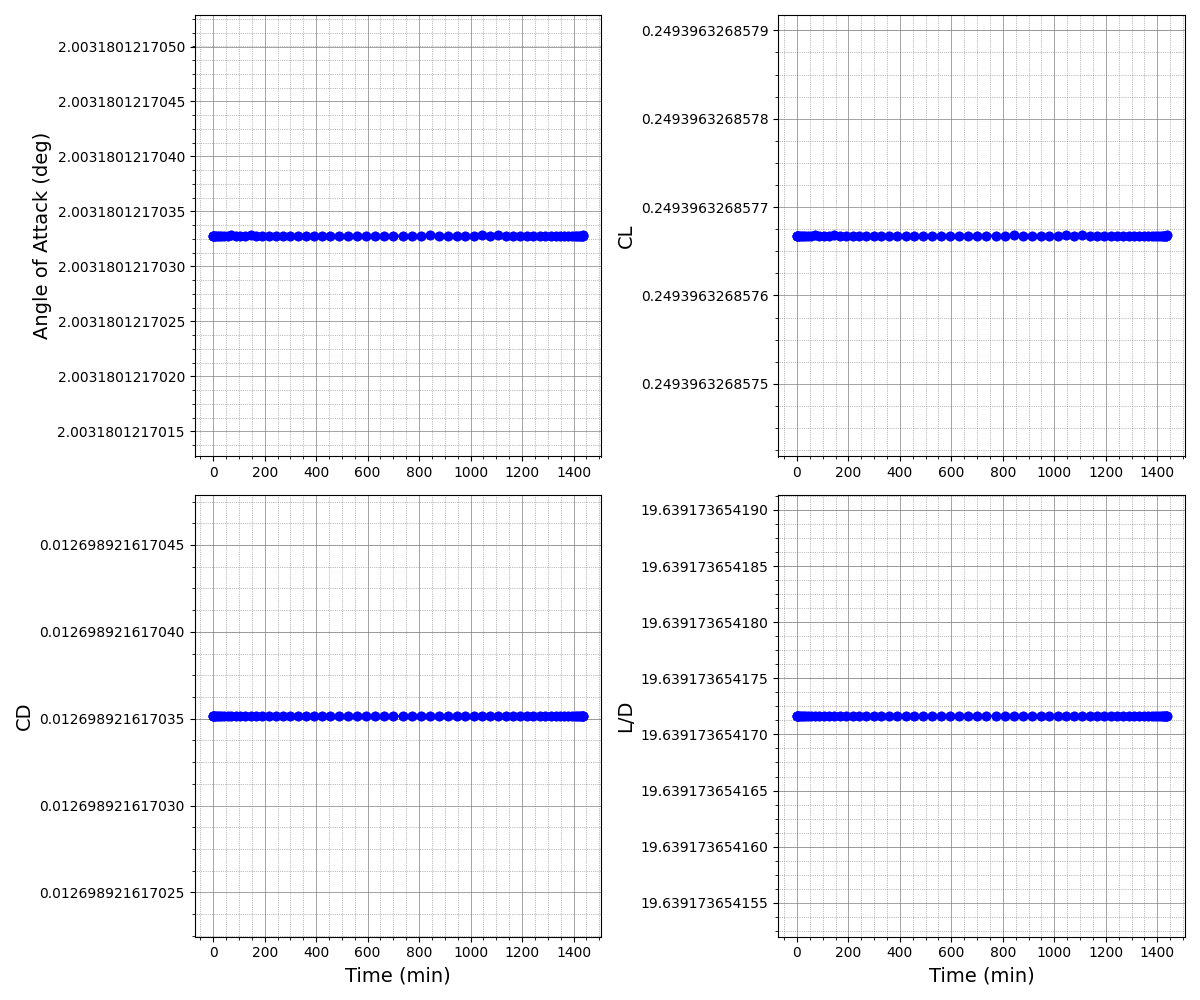 Angle of Attack (deg)
2.0031801217050
2.0031801217045
2.0031801217040
2.0031801217035
2.0031801217030
2.0031801217025
2.0031801217020
2.0031801217015
0 200 400 600 800 1000 1200 1400
CL
0.2493963268579
0.2493963268578
0.2493963268577
0.2493963268576
0.2493963268575
0 200 400 600 800 1000 1200 1400
CD
0.012698921617045
0.012698921617040
0.012698921617035
0.012698921617030
0.012698921617025
0 200 400 600 800 1000 1200 1400
Time (min)
L/D
19.639173654190
19.639173654185
19.639173654180
19.639173654175
19.639173654170
19.639173654165
19.639173654160
19.639173654155
0 200 400 600 800 1000 1200 1400
Time (min)